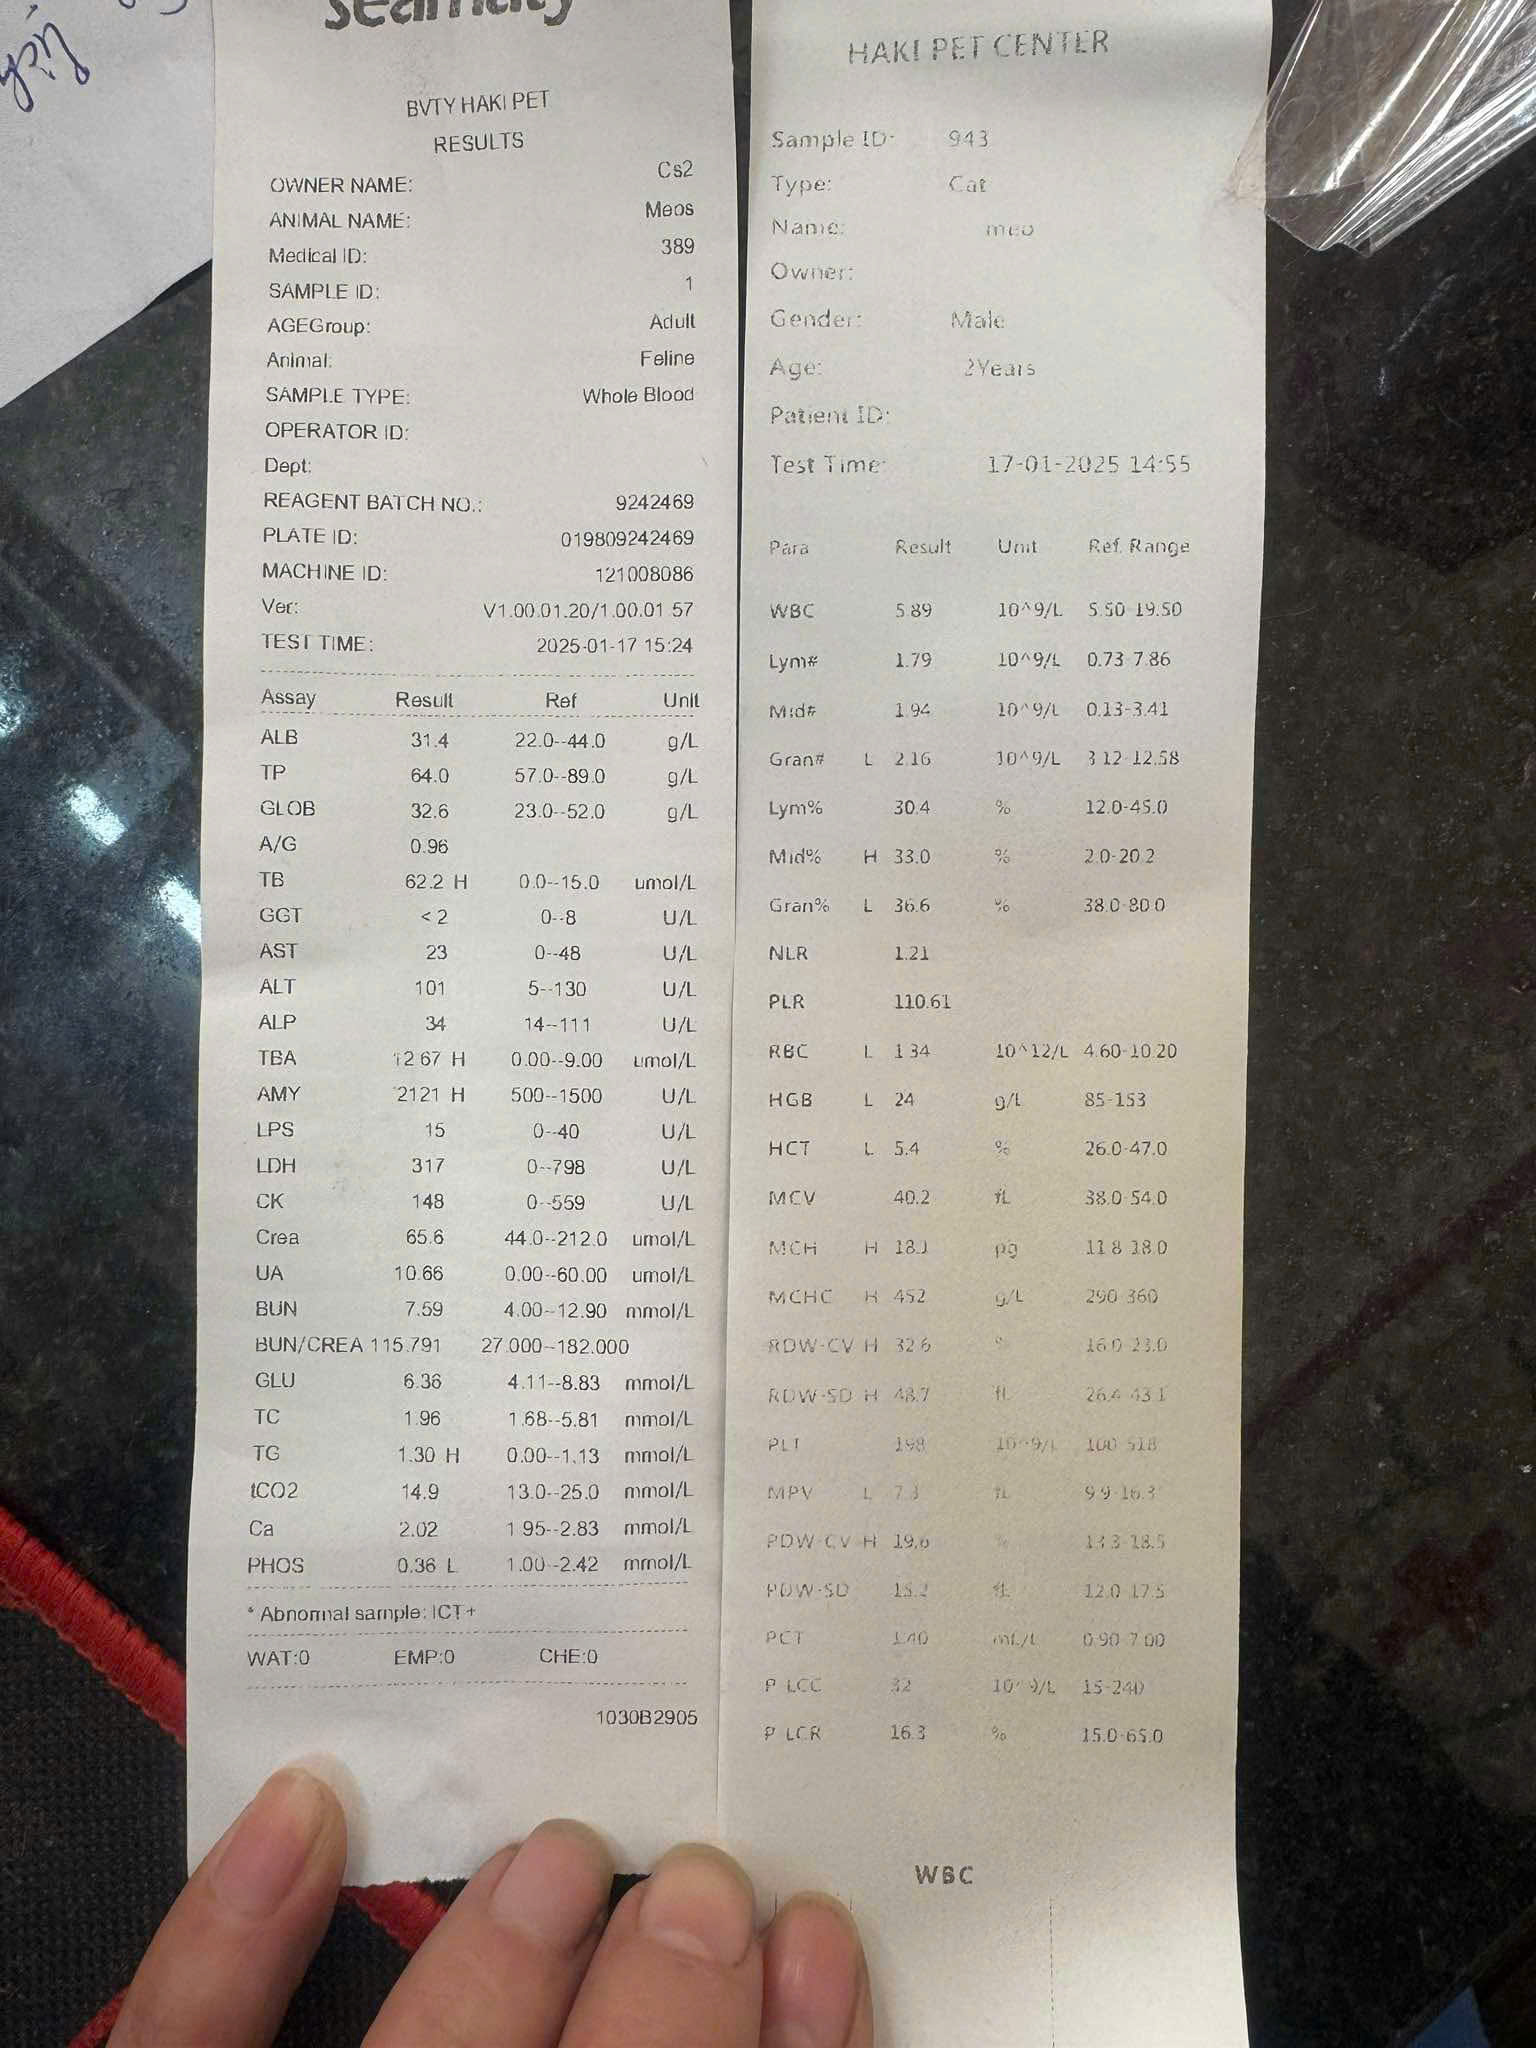 BVTY HAKI PET
RESULTS
OWNER NAME: Cs2
ANIMAL NAME: Meos
Medical ID: 389
SAMPLE ID: 1
AGEGroup: Adult
Animal: Feline
SAMPLE TYPE: Whole Blood
OPERATOR ID:
Dept:
REAGENT BATCH NO.: 9242469
PLATE ID: 019809242469
MACHINE ID: 121008086
Ver: V1.00.01.20/1.00.01.57
TEST TIME: 2025-01-17 15:24
Assay Result Ref Unit
ALB 31.4 22.0--44.0 g/L
TP 64.0 57.0--89.0 g/L
GLOB 32.6 23.0--52.0 g/L
A/G 0.96
TB 62.2 H 0.0--15.0 umol/L
GGT < 2 0--8 U/L
AST 23 0--48 U/L
ALT 101 5--130 U/L
ALP 34 14--111 U/L
TBA 12.67 H 0.00--9.00 umol/L
AMY 2121 H 500--1500 U/L
LPS 15 0--40 U/L
LDH 317 0--798 U/L
CK 148 0--559 U/L
Crea 65.6 44.0--212.0 umol/L
UA 10.66 0.00--60.00 umol/L
BUN 7.59 4.00--12.90 mmol/L
BUN/CREA 115.791 27.000--182.000
GLU 6.36 4.11--8.83 mmol/L
TC 1.96 1.68--5.81 mmol/L
TG 1.30 H 0.00--1.13 mmol/L
tCO2 14.9 13.0--25.0 mmol/L
Ca 2.02 1.95--2.83 mmol/L
PHOS 0.36 L 1.00--2.42 mmol/L
* Abnormal sample: ICT+
WAT:0 EMP:0 CHE:0
1030B2905
HAKI PET CENTER
Sample ID: 943
Type: Cat
Name: meo
Owner:
Gender: Male
Age: 2Years
Patient ID:
Test Time: 17-01-2025 14:55
Para Result Unit Ref. Range
WBC 5.89 10^9/L 5.50-19.50
Lym# 1.79 10^9/L 0.73-7.86
Mid# 1.94 10^9/L 0.13-3.41
Gran# L 2.16 10^9/L 3.12-12.58
Lym% 30.4 % 12.0-45.0
Mid% H 33.0 % 2.0-20.2
Gran% L 36.6 % 38.0-80.0
NLR 1.21
PLR 110.61
RBC L 1.34 10^12/L 4.60-10.20
HGB L 24 g/L 85-153
HCT L 5.4 % 26.0-47.0
MCV 40.2 fL 38.0-54.0
MCH H 18.1 pg 11.8-18.0
MCHC H 452 g/L 290-360
RDW-CV H 32.6 % 16.0-23.0
RDW-SD H 48.7 fL 26.4-43.1
PLT 198 10^9/L 100-518
MPV L fL 9.9-16.3
PDW-CV H 19.6 % 13.3-18.5
PDW-SD fL 12.0-17.5
PCT 1.40 mL/L 0.90-7.00
P-LCC 32 10^9/L 15-240
P-LCR 16.3 % 15.0-65.0
WBC